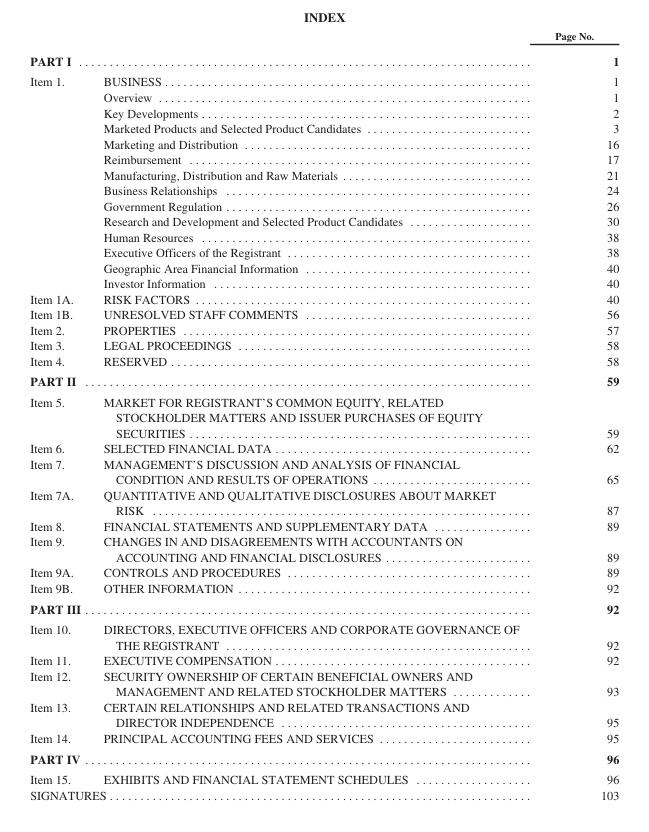 INDEX
Page No.
PART I ................................................................ 1
Item 1. BUSINESS ................................................................ 1
Overview ................................................................ 1
Key Developments ................................................................ 2
Marketed Products and Selected Product Candidates ................................ 3
Marketing and Distribution ................................................ 16
Reimbursement ................................................................ 17
Manufacturing, Distribution and Raw Materials ................................ 21
Business Relationships ................................................ 24
Government Regulation ................................................ 26
Research and Development and Selected Product Candidates .................... 30
Human Resources ................................................ 38
Executive Officers of the Registrant ................................ 38
Geographic Area Financial Information ................................ 40
Investor Information ................................................ 40
Item 1A. RISK FACTORS ................................................ 40
Item 1B. UNRESOLVED STAFF COMMENTS ................................ 56
Item 2. PROPERTIES ................................................ 57
Item 3. LEGAL PROCEEDINGS ................................................ 58
Item 4. RESERVED ................................................ 58
PART II ................................................................ 59
Item 5. MARKET FOR REGISTRANT'S COMMON EQUITY, RELATED
STOCKHOLDER MATTERS AND ISSUER PURCHASES OF EQUITY
SECURITIES ................................................ 59
Item 6. SELECTED FINANCIAL DATA ................................ 62
Item 7. MANAGEMENT'S DISCUSSION AND ANALYSIS OF FINANCIAL
CONDITION AND RESULTS OF OPERATIONS ........................ 65
Item 7A. QUANTITATIVE AND QUALITATIVE DISCLOSURES ABOUT MARKET
RISK ................................................ 87
Item 8. FINANCIAL STATEMENTS AND SUPPLEMENTARY DATA ................ 89
Item 9. CHANGES IN AND DISAGREEMENTS WITH ACCOUNTANTS ON
ACCOUNTING AND FINANCIAL DISCLOSURES ........................ 89
Item 9A. CONTROLS AND PROCEDURES ................................ 89
Item 9B. OTHER INFORMATION ................................ 92
PART III ................................................................ 92
Item 10. DIRECTORS, EXECUTIVE OFFICERS AND CORPORATE GOVERNANCE OF
THE REGISTRANT ................................................ 92
Item 11. EXECUTIVE COMPENSATION ................................ 92
Item 12. SECURITY OWNERSHIP OF CERTAIN BENEFICIAL OWNERS AND
MANAGEMENT AND RELATED STOCKHOLDER MATTERS ............ 93
Item 13. CERTAIN RELATIONSHIPS AND RELATED TRANSACTIONS AND
DIRECTOR INDEPENDENCE ................................ 95
Item 14. PRINCIPAL ACCOUNTING FEES AND SERVICES ........................ 95
PART IV ................................................................ 96
Item 15. EXHIBITS AND FINANCIAL STATEMENT SCHEDULES ................ 96
SIGNATURES ................................................................ 103